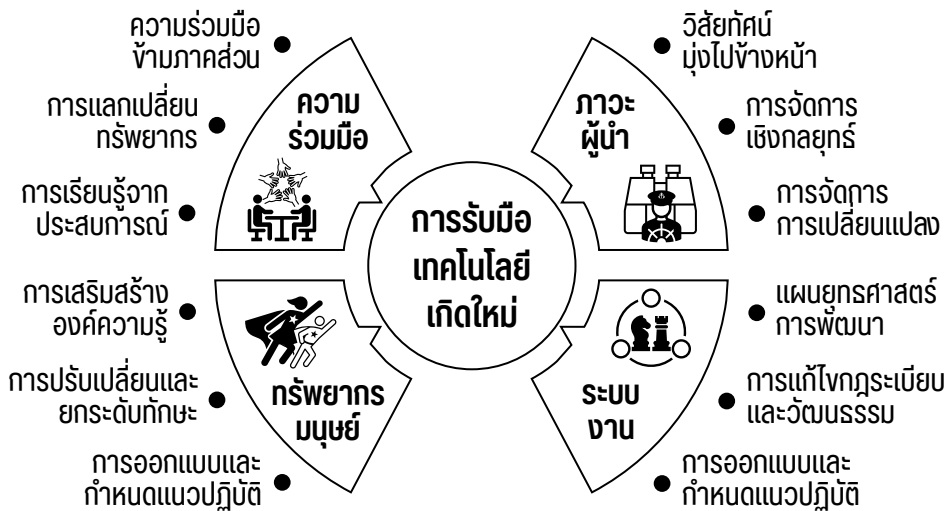 ความร่วมมือ
ข้ามภาคส่วน
การแลกเปลี่ยน
ทรัพยากร
การเรียนรู้จาก
ประสบการณ์
ความ
ร่วมมือ
วิสัยทัศน์
มุ่งไปข้างหน้า
การจัดการ
เชิงกลยุทธ์
การจัดการ
การเปลี่ยนแปลง
ภาวะ
ผู้นำ
การรับมือ
เทคโนโลยี
เกิดใหม่
การเสริมสร้าง
องค์ความรู้
การปรับเปลี่ยนและ
ยกระดับทักษะ
การออกแบบและ
กำหนดแนวปฏิบัติ
ทรัพยากร
มนุษย์
แผนยุทธศาสตร์
การพัฒนา
การแก้ไขกฎระเบียบ
และวัฒนธรรม
การออกแบบและ
กำหนดแนวปฏิบัติ
ระบบ
งาน